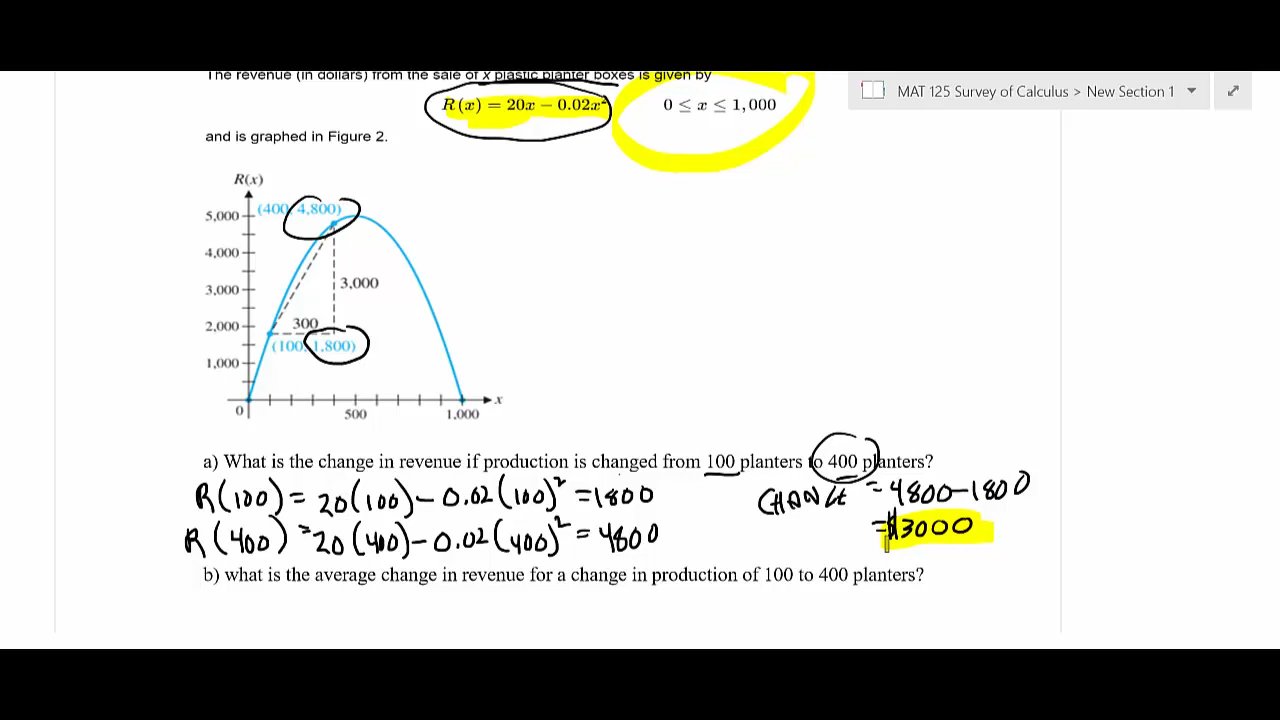 The revenue (in dollars) from the sale of x plastic planter boxes is given by
MAT 125 Survey of Calculus > New Section 1
R(x) = 20x − 0.02x² 0 ≤ x ≤ 1,000
and is graphed in Figure 2.
R(x)
5,000
(400, 4,800)
4,000
3,000
3,000
2,000
300
(100, 1,800)
1,000
0
500
1,000
x
a) What is the change in revenue if production is changed from 100 planters to 400 planters?
R(100) = 20(100) − 0.02(100)² = 1800
CHANGE = 4800 − 1800
R(400) = 20(400) − 0.02(400)² = 4800
= $3000
b) what is the average change in revenue for a change in production of 100 to 400 planters?